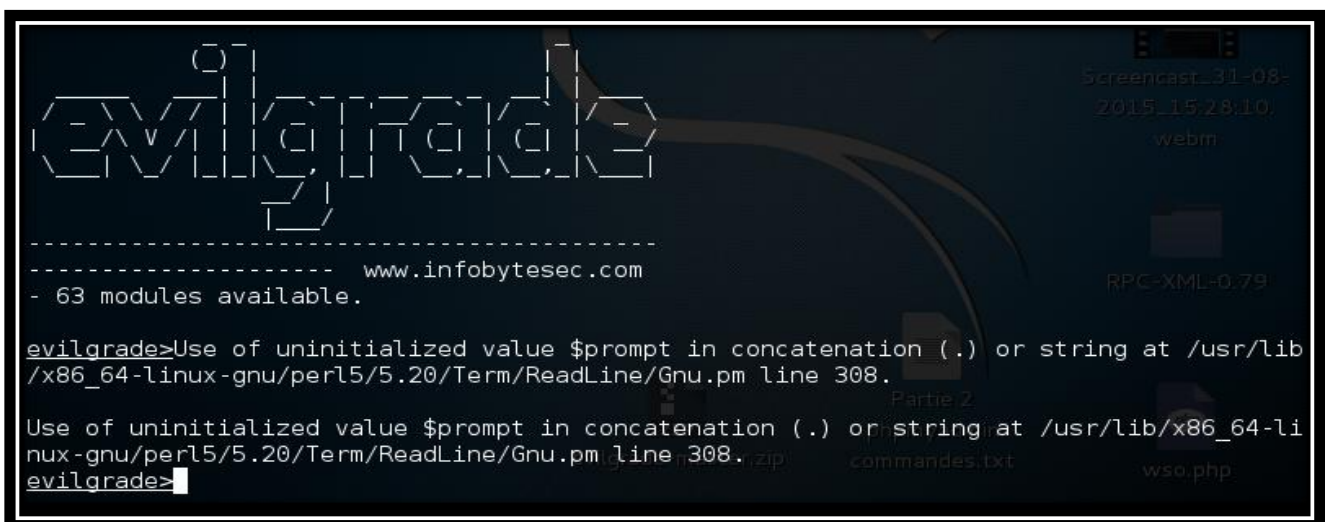 evilgrade
Screencast_31-08-
2015_15:28:10.
webm
---------------------------------------------
---------------------- www.infobytesec.com
- 63 modules available.
RPC-XML-0.79
evilgrade>Use of uninitialized value $prompt in concatenation (.) or string at /usr/lib
/x86_64-linux-gnu/perl5/5.20/Term/ReadLine/Gnu.pm line 308.
Partie 2
Use of uninitialized value $prompt in concatenation (.) or string at /usr/lib/x86_64-li
nux-gnu/perl5/5.20/Term/ReadLine/Gnu.pm line 308.
commandes.txt
wso.php
evilgrade>